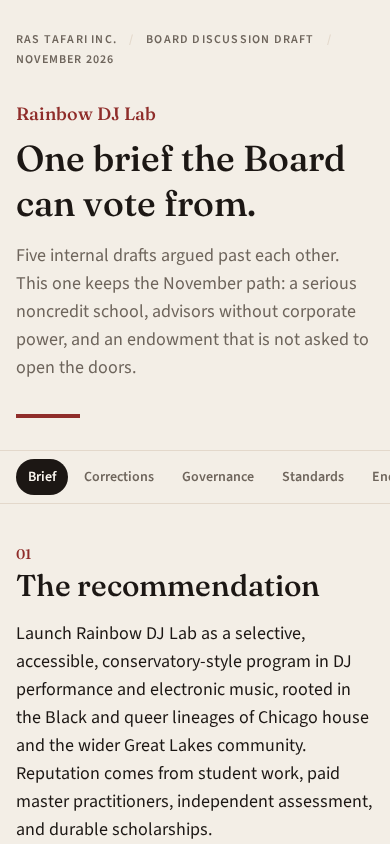 RAS TAFARI INC. / BOARD DISCUSSION DRAFT /
NOVEMBER 2026
Rainbow DJ Lab
One brief the Board
can vote from.
Five internal drafts argued past each other.
This one keeps the November path: a serious
noncredit school, advisors without corporate
power, and an endowment that is not asked to
open the doors.
Brief Corrections Governance Standards
01
The recommendation
Launch Rainbow DJ Lab as a selective,
accessible, conservatory-style program in DJ
performance and electronic music, rooted in
the Black and queer lineages of Chicago house
and the wider Great Lakes community.
Reputation comes from student work, paid
master practitioners, independent assessment,
and durable scholarships.